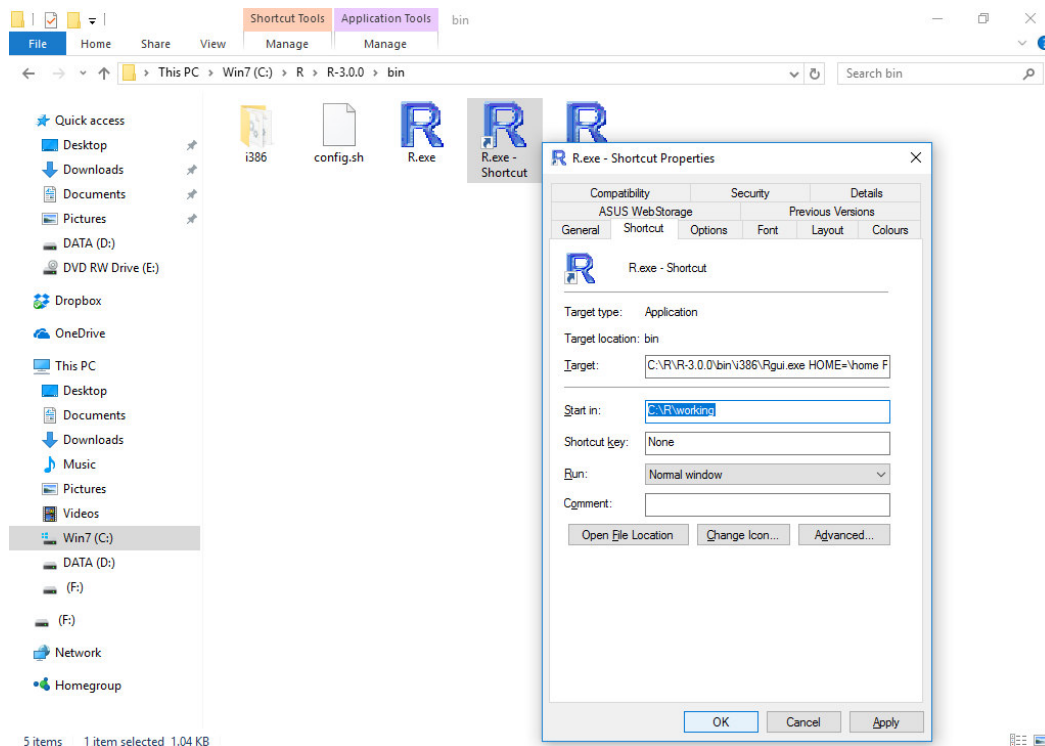 Shortcut Tools Application Tools bin
File Home Share View Manage Manage
This PC > Win7 (C:) > R > R-3.0.0 > bin
Search bin
Quick access
Desktop
Downloads
Documents
Pictures
DATA (D:)
DVD RW Drive (E:)
Dropbox
OneDrive
This PC
Desktop
Documents
Downloads
Music
Pictures
Videos
Win7 (C:)
DATA (D:)
(F:)
(F:)
Network
Homegroup
5 items 1 item selected 1.04 KB
i386
config.sh
R.exe
R.exe -
Shortcut
R.exe - Shortcut Properties
Compatibility Security Details
ASUS WebStorage Previous Versions
General Shortcut Options Font Layout Colours
R.exe - Shortcut
Target type: Application
Target location: bin
Target: C:\R\R-3.0.0\bin\i386\Rgui.exe HOME=\home F
Start in: C:\R\working
Shortcut key: None
Run: Normal window
Comment:
Open File Location Change Icon... Advanced...
OK Cancel Apply